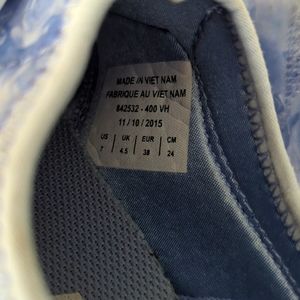 MADE IN VIET NAM
FABRIQUE AU VIET NAM
842532 - 400 VH
11 / 10 / 2015
US UK EUR CM
7 4.5 38 24